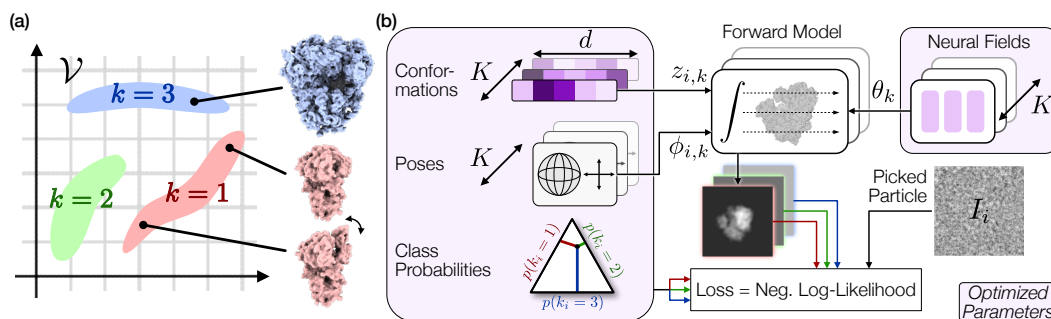 (a)
𝒱
k = 3
k = 2
k = 1
(b)
d
Confor-
mations
K
Poses
K
Class
Probabilities
p(k_i = 1)
p(k_i = 2)
p(k_i = 3)
z_{i,k}
ϕ_{i,k}
Forward Model
∫
θ_k
Neural Fields
K
Picked
Particle
I_i
Loss = Neg. Log-Likelihood
Optimized
Parameters